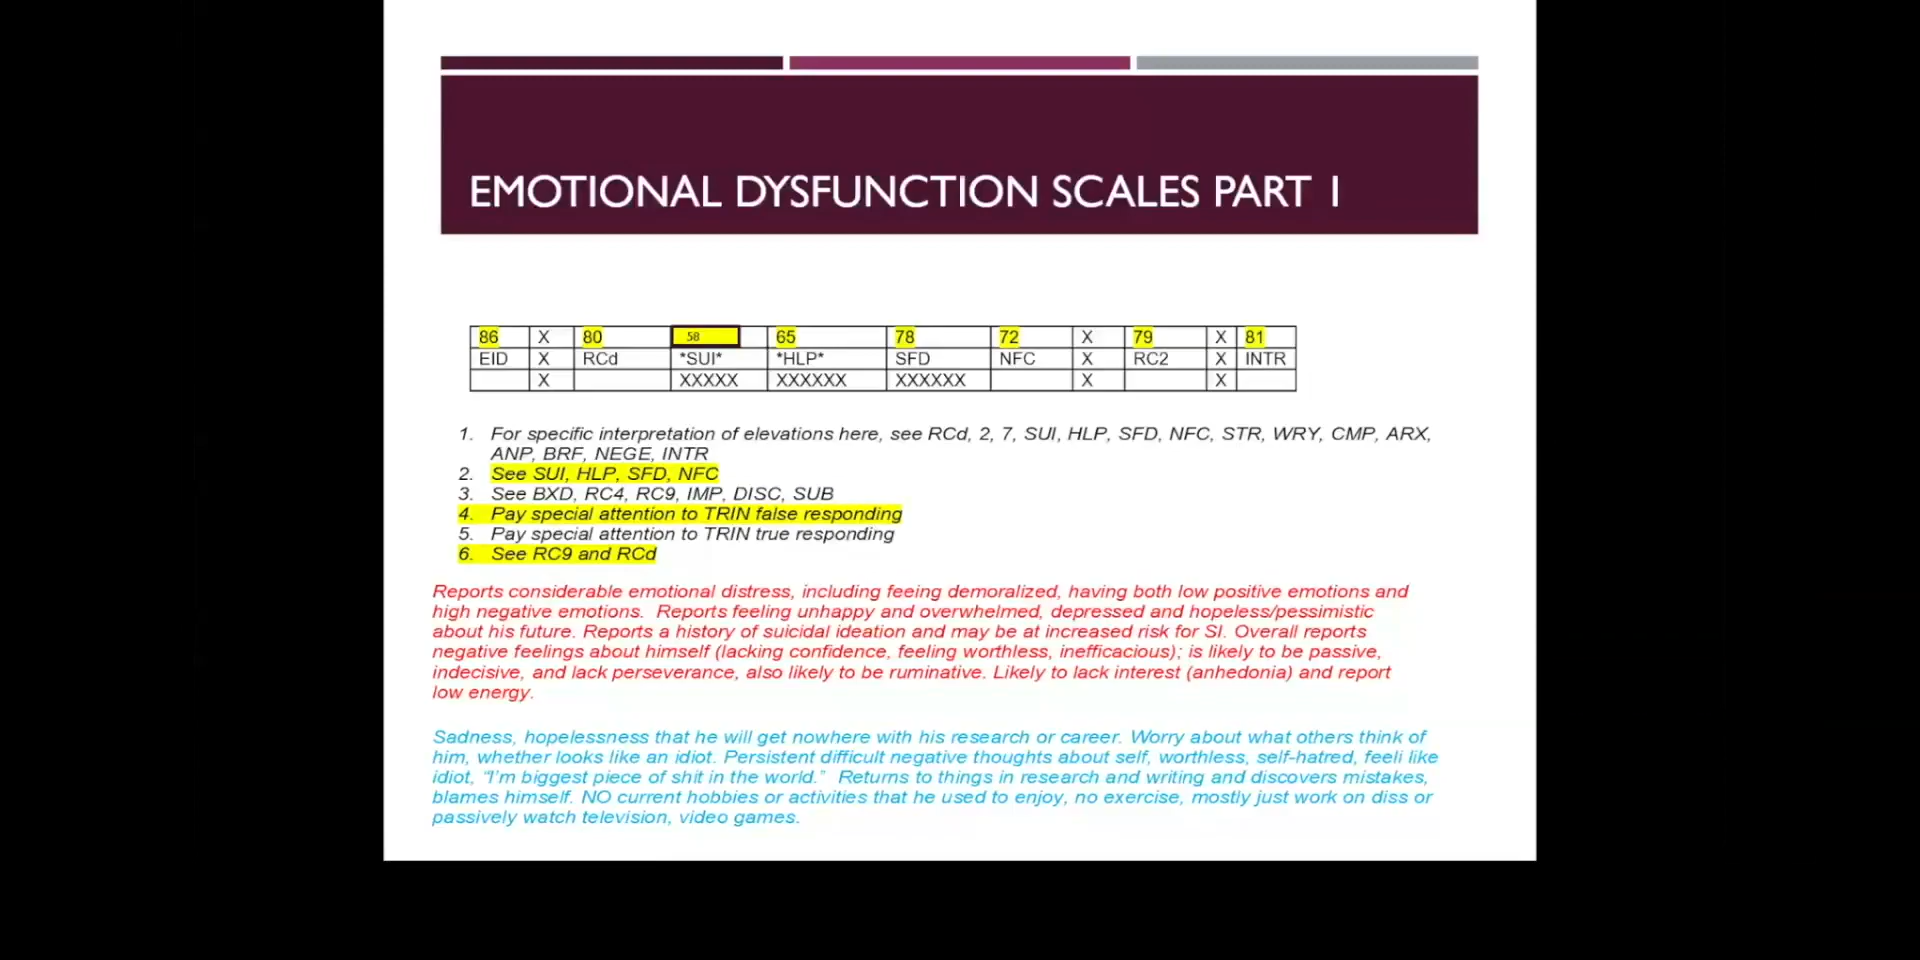 EMOTIONAL DYSFUNCTION SCALES PART 1
86 X 80 58 65 78 72 X 79 X 81
EID X RCd *SUI* *HLP* SFD NFC X RC2 X INTR
X XXXXX XXXXXX XXXXXX X X
1. For specific interpretation of elevations here, see RCd, 2, 7, SUI, HLP, SFD, NFC, STR, WRY, CMP, ARX,
ANP, BRF, NEGE, INTR
2. See SUI, HLP, SFD, NFC
3. See BXD, RC4, RC9, IMP, DISC, SUB
4. Pay special attention to TRIN false responding
5. Pay special attention to TRIN true responding
6. See RC9 and RCd
Reports considerable emotional distress, including feeing demoralized, having both low positive emotions and
high negative emotions. Reports feeling unhappy and overwhelmed, depressed and hopeless/pessimistic
about his future. Reports a history of suicidal ideation and may be at increased risk for SI. Overall reports
negative feelings about himself (lacking confidence, feeling worthless, inefficacious); is likely to be passive,
indecisive, and lack perseverance, also likely to be ruminative. Likely to lack interest (anhedonia) and report
low energy.
Sadness, hopelessness that he will get nowhere with his research or career. Worry about what others think of
him, whether looks like an idiot. Persistent difficult negative thoughts about self, worthless, self-hatred, feeli like
idiot, “I’m biggest piece of shit in the world.” Returns to things in research and writing and discovers mistakes,
blames himself. NO current hobbies or activities that he used to enjoy, no exercise, mostly just work on diss or
passively watch television, video games.